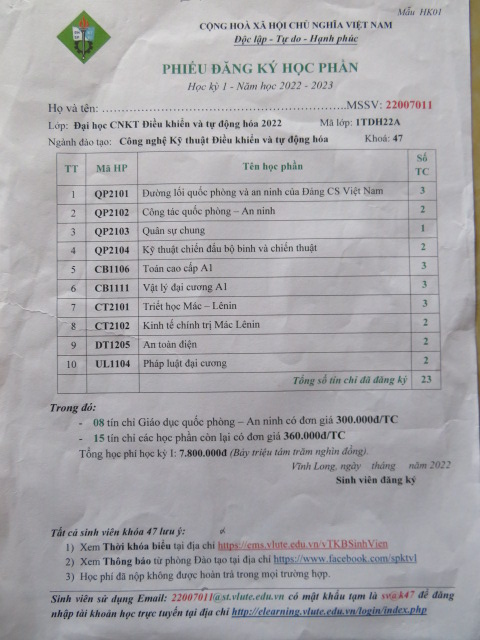 Mẫu HK01
CỘNG HOÀ XÃ HỘI CHỦ NGHĨA VIỆT NAM
Độc lập - Tự do - Hạnh phúc
PHIẾU ĐĂNG KÝ HỌC PHẦN
Học kỳ 1 - Năm học 2022 - 2023
Họ và tên: ..........................................................MSSV: 22007011
Lớp: Đại học CNKT Điều khiển và tự động hóa 2022 Mã lớp: 1TDH22A
Ngành đào tạo: Công nghệ Kỹ thuật Điều khiển và tự động hóa Khoá: 47
TT Mã HP Tên học phần Số TC
1 QP2101 Đường lối quốc phòng và an ninh của Đảng CS Việt Nam 3
2 QP2102 Công tác quốc phòng – An ninh 2
3 QP2103 Quân sự chung 1
4 QP2104 Kỹ thuật chiến đấu bộ binh và chiến thuật 2
5 CB1106 Toán cao cấp A1 3
6 CB1111 Vật lý đại cương A1 3
7 CT2101 Triết học Mác – Lênin 3
8 CT2102 Kinh tế chính trị Mác Lênin 2
9 DT1205 An toàn điện 2
10 UL1104 Pháp luật đại cương 2
Tổng số tín chỉ đã đăng ký 23
Trong đó:
- 08 tín chỉ Giáo dục quốc phòng – An ninh có đơn giá 300.000đ/TC
- 15 tín chỉ các học phần còn lại có đơn giá 360.000đ/TC
Tổng học phí học kỳ 1: 7.800.000đ (Bảy triệu tám trăm nghìn đồng).
Vĩnh Long, ngày tháng năm 2022
Sinh viên đăng ký
Tất cả sinh viên khóa 47 lưu ý:
1) Xem Thời khóa biểu tại địa chỉ https://ems.vlute.edu.vn/vTKBSinhVien
2) Xem Thông báo từ phòng Đào tạo tại địa chỉ https://www.facebook.com/spktvl
3) Học phí đã nộp không được hoàn trả trong mọi trường hợp.
Sinh viên sử dụng Email: 22007011@st.vlute.edu.vn có mật khẩu tạm là sv@k47 để đăng
nhập tài khoản học trực tuyến tại địa chỉ http://elearning.vlute.edu.vn/login/index.php